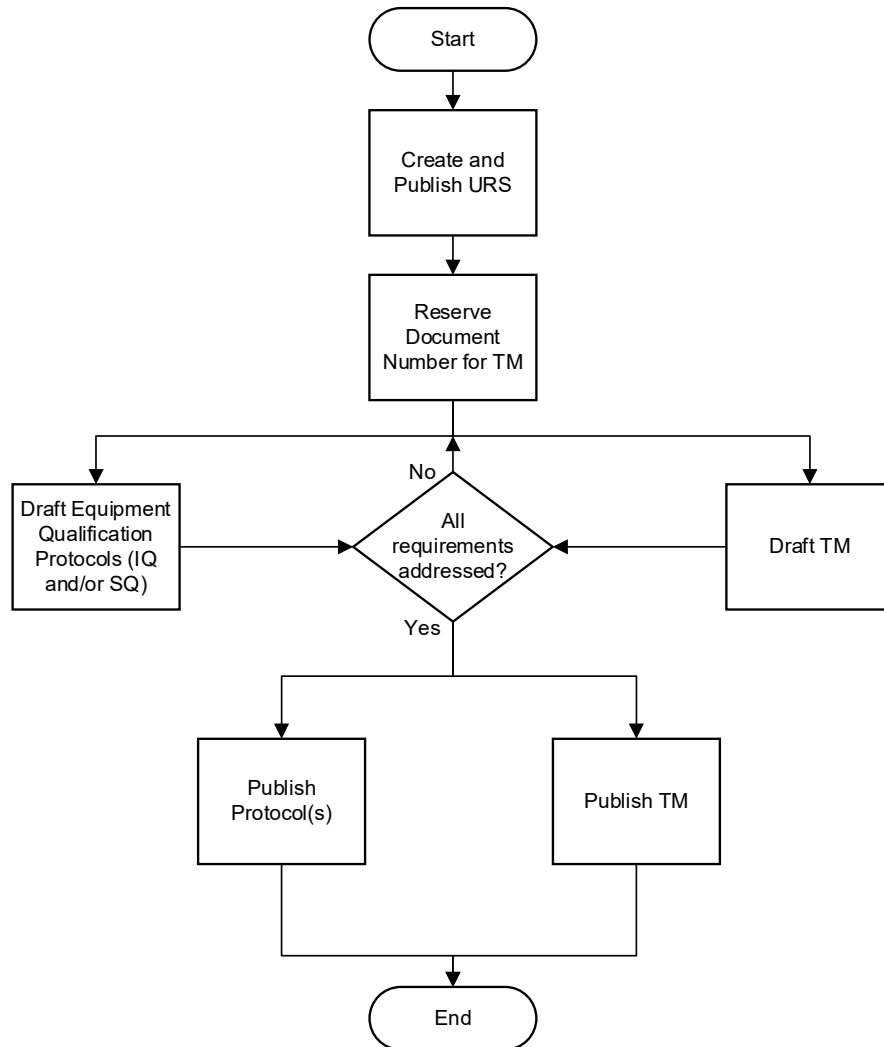 Start
Create and
Publish URS
Reserve
Document
Number for TM
No
Draft Equipment
Qualification
Protocols (IQ
and/or SQ)
All
requirements
addressed?
Draft TM
Yes
Publish
Protocol(s)
Publish TM
End